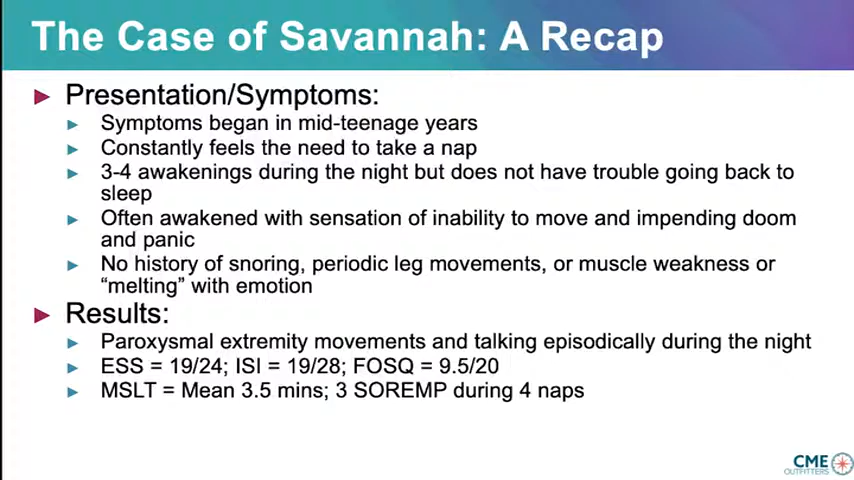 The Case of Savannah: A Recap
Presentation/Symptoms:
Symptoms began in mid-teenage years
Constantly feels the need to take a nap
3-4 awakenings during the night but does not have trouble going back to
sleep
Often awakened with sensation of inability to move and impending doom
and panic
No history of snoring, periodic leg movements, or muscle weakness or
“melting” with emotion
Results:
Paroxysmal extremity movements and talking episodically during the night
ESS = 19/24; ISI = 19/28; FOSQ = 9.5/20
MSLT = Mean 3.5 mins; 3 SOREMP during 4 naps
CME
OUTFITTERS